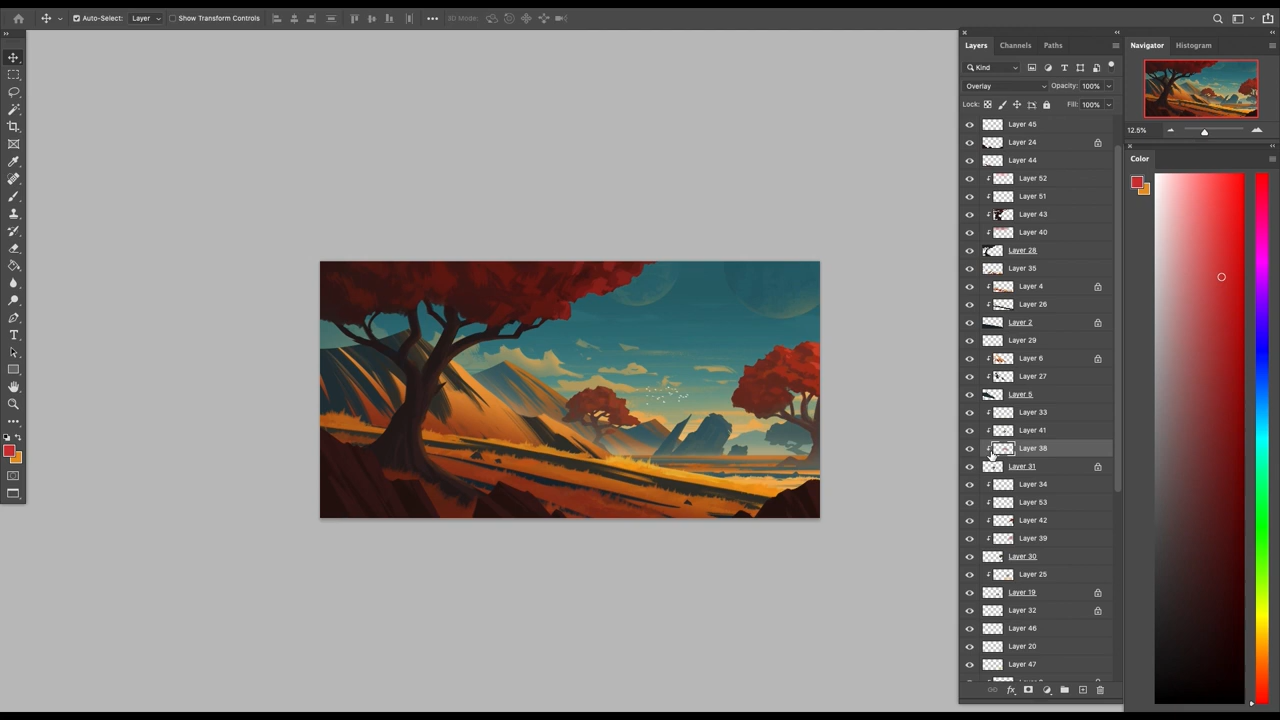 Auto-Select: Layer Show Transform Controls 3D Mode:
Layers Channels Paths
Kind
Overlay Opacity: 100%
Lock: Fill: 100%
Layer 45
Layer 24
Layer 44
Layer 52
Layer 51
Layer 43
Layer 40
Layer 28
Layer 35
Layer 4
Layer 26
Layer 2
Layer 29
Layer 6
Layer 27
Layer 5
Layer 33
Layer 41
Layer 38
Layer 31
Layer 34
Layer 53
Layer 42
Layer 39
Layer 30
Layer 25
Layer 19
Layer 32
Layer 46
Layer 20
Layer 47
fx
Navigator Histogram
12.5%
Color